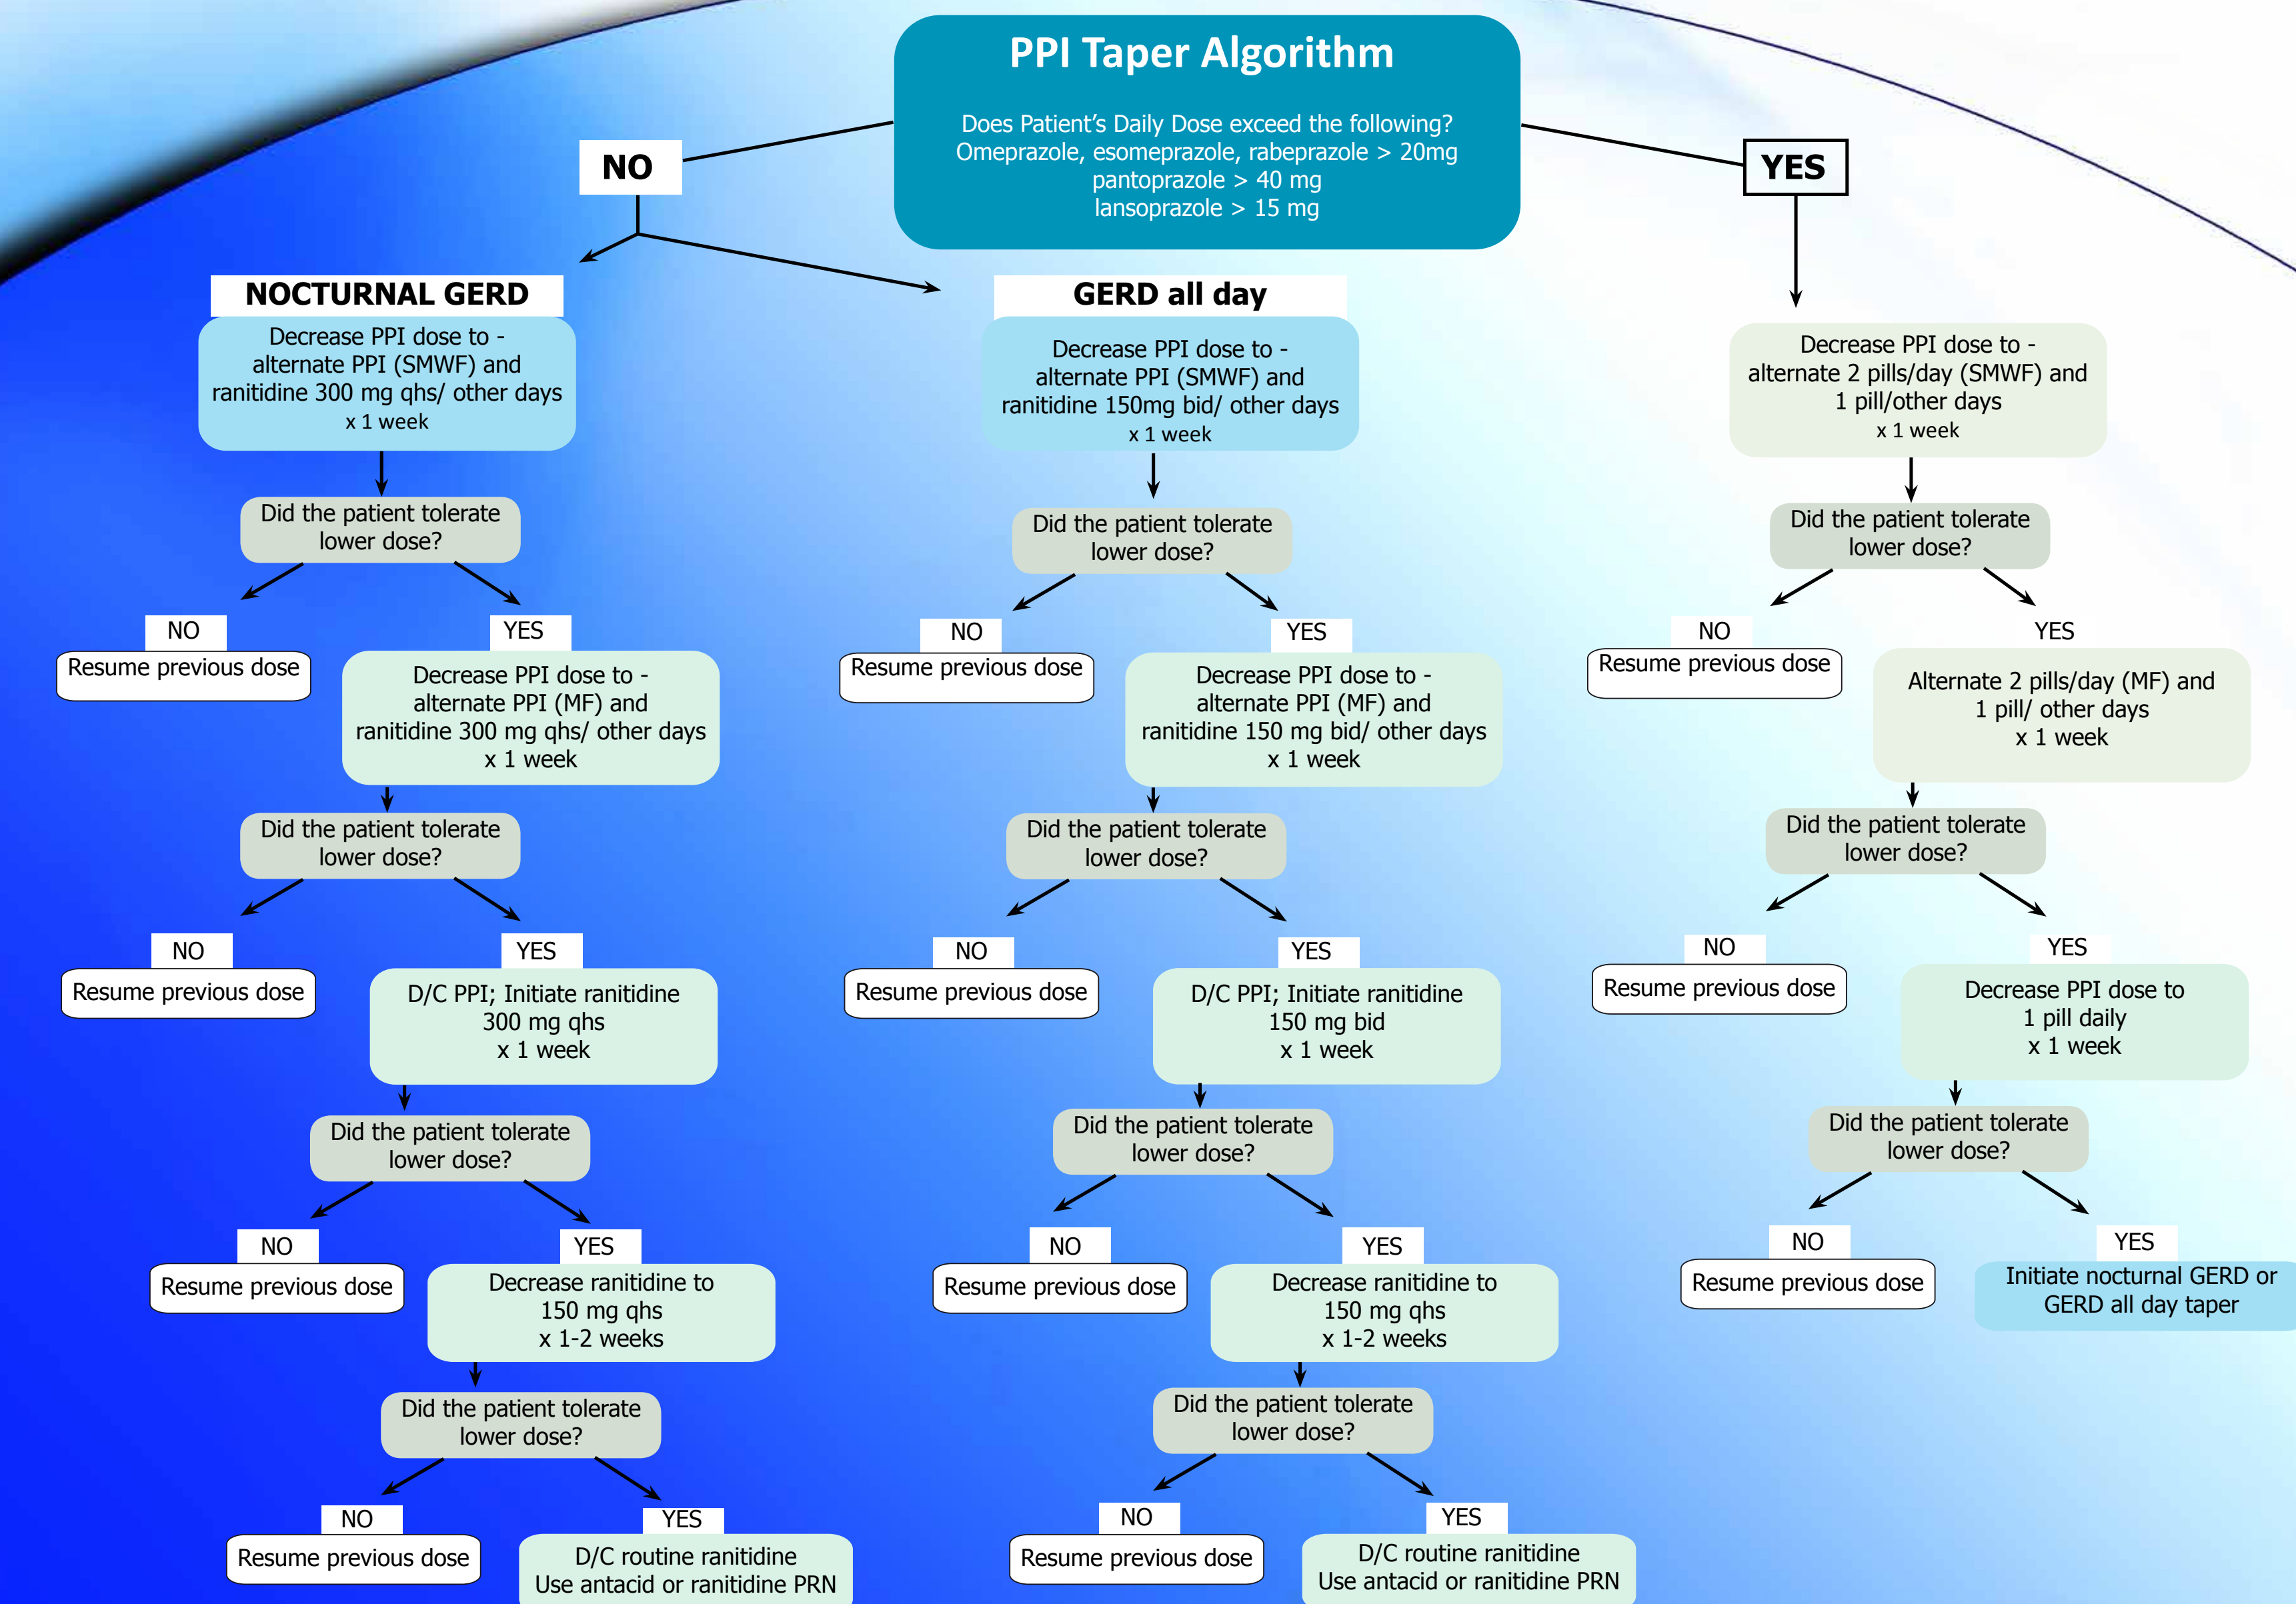 PPI Taper Algorithm
Does Patient's Daily Dose exceed the following?
Omeprazole, esomeprazole, rabeprazole > 20mg
pantoprazole > 40 mg
lansoprazole > 15 mg
NO
YES
NOCTURNAL GERD
Decrease PPI dose to -
alternate PPI (SMWF) and
ranitidine 300 mg qhs/ other days
x 1 week
Did the patient tolerate
lower dose?
NO
Resume previous dose
YES
Decrease PPI dose to -
alternate PPI (MF) and
ranitidine 300 mg qhs/ other days
x 1 week
Did the patient tolerate
lower dose?
NO
Resume previous dose
YES
D/C PPI; Initiate ranitidine
300 mg qhs
x 1 week
Did the patient tolerate
lower dose?
NO
Resume previous dose
YES
Decrease ranitidine to
150 mg qhs
x 1-2 weeks
Did the patient tolerate
lower dose?
NO
Resume previous dose
YES
D/C routine ranitidine
Use antacid or ranitidine PRN
GERD all day
Decrease PPI dose to -
alternate PPI (SMWF) and
ranitidine 150mg bid/ other days
x 1 week
Did the patient tolerate
lower dose?
NO
Resume previous dose
YES
Decrease PPI dose to -
alternate PPI (MF) and
ranitidine 150 mg bid/ other days
x 1 week
Did the patient tolerate
lower dose?
NO
Resume previous dose
YES
D/C PPI; Initiate ranitidine
150 mg bid
x 1 week
Did the patient tolerate
lower dose?
NO
Resume previous dose
YES
Decrease ranitidine to
150 mg qhs
x 1-2 weeks
Did the patient tolerate
lower dose?
NO
Resume previous dose
YES
D/C routine ranitidine
Use antacid or ranitidine PRN
Decrease PPI dose to -
alternate 2 pills/day (SMWF) and
1 pill/other days
x 1 week
Did the patient tolerate
lower dose?
NO
Resume previous dose
YES
Alternate 2 pills/day (MF) and
1 pill/ other days
x 1 week
Did the patient tolerate
lower dose?
NO
Resume previous dose
YES
Decrease PPI dose to
1 pill daily
x 1 week
Did the patient tolerate
lower dose?
NO
Resume previous dose
YES
Initiate nocturnal GERD or
GERD all day taper